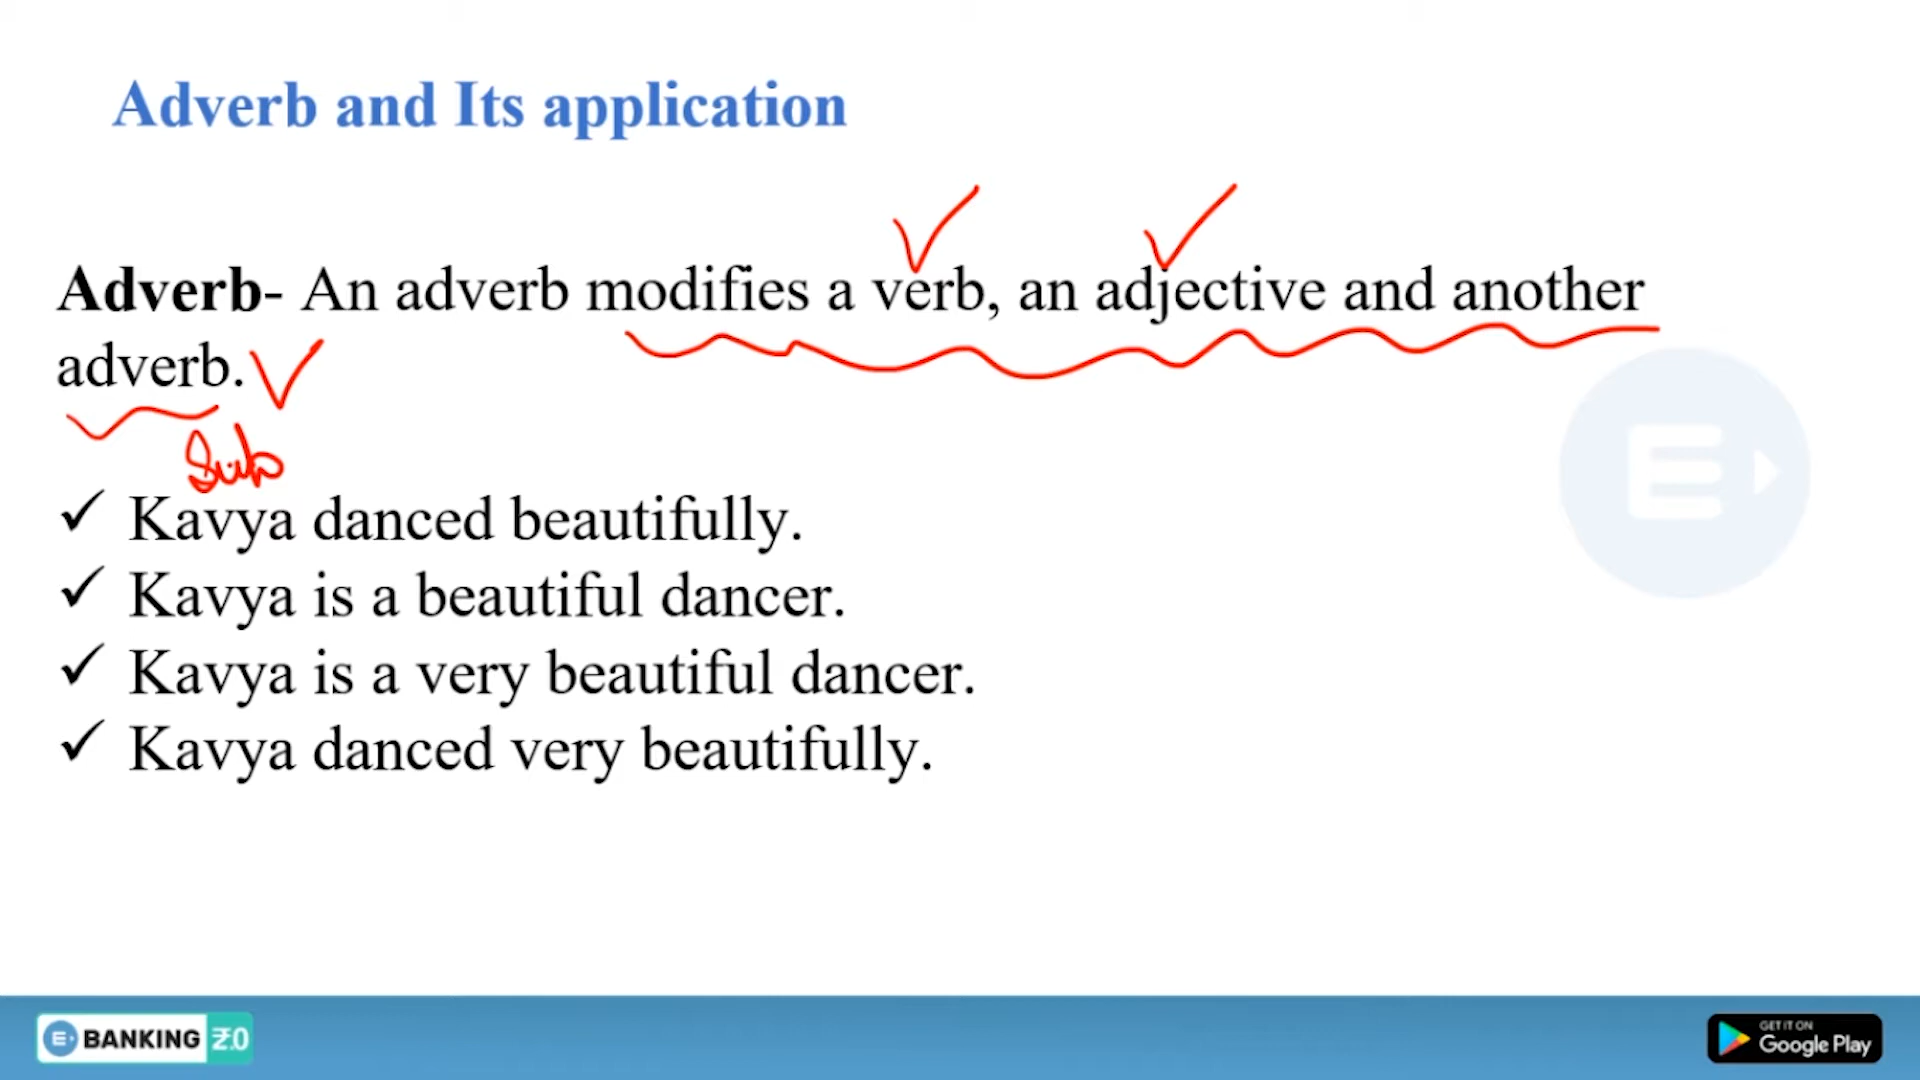 Adverb and Its application
Adverb- An adverb modifies a verb, an adjective and another
adverb.
Sub
✓ Kavya danced beautifully.
✓ Kavya is a beautiful dancer.
✓ Kavya is a very beautiful dancer.
✓ Kavya danced very beautifully.
E BANKING ₹.0
GET IT ON
Google Play